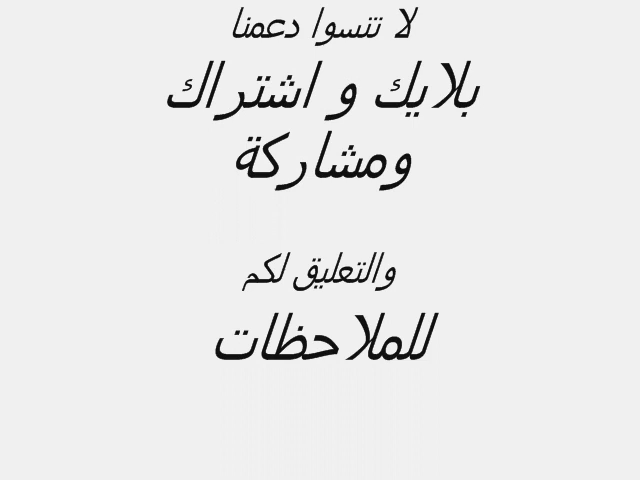 لا تنسوا دعمنا
بلايك و اشتراك
ومشاركة
والتعليق لكم
للملاحظات